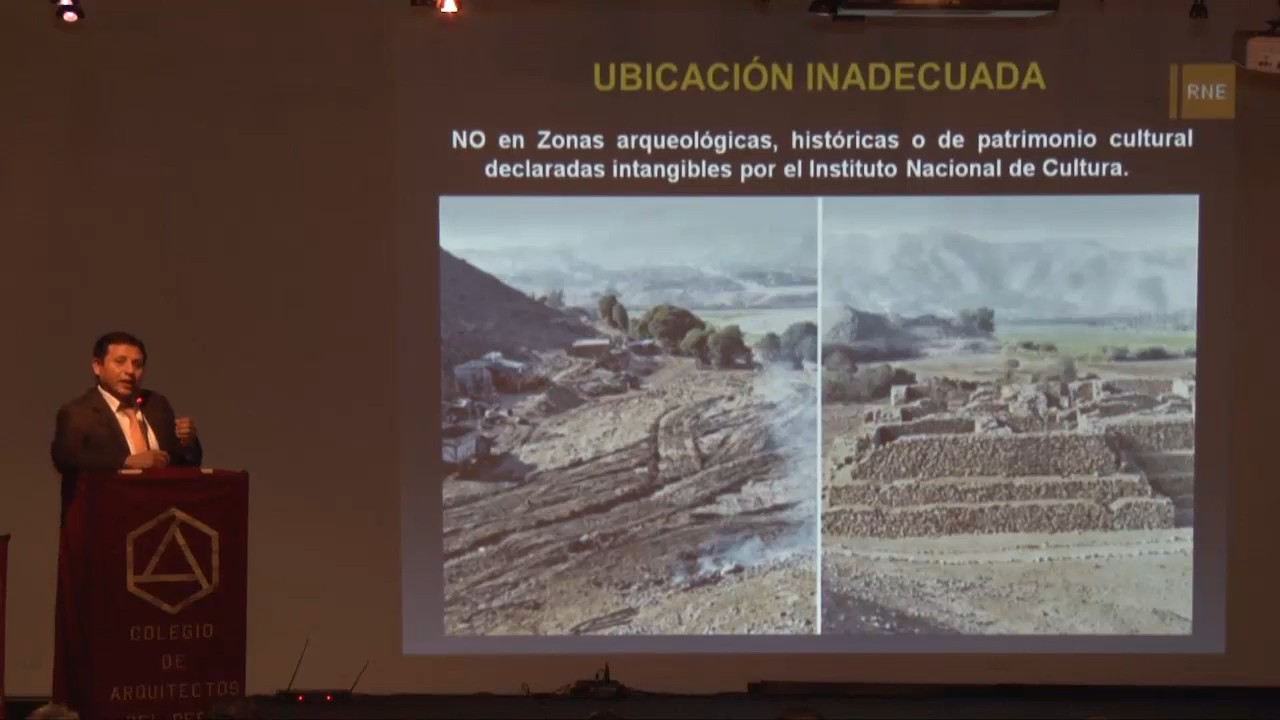 UBICACIÓN INADECUADA
RNE
NO en Zonas arqueológicas, históricas o de patrimonio cultural
declaradas intangibles por el Instituto Nacional de Cultura.
COLEGIO
DE
ARQUITECTOS